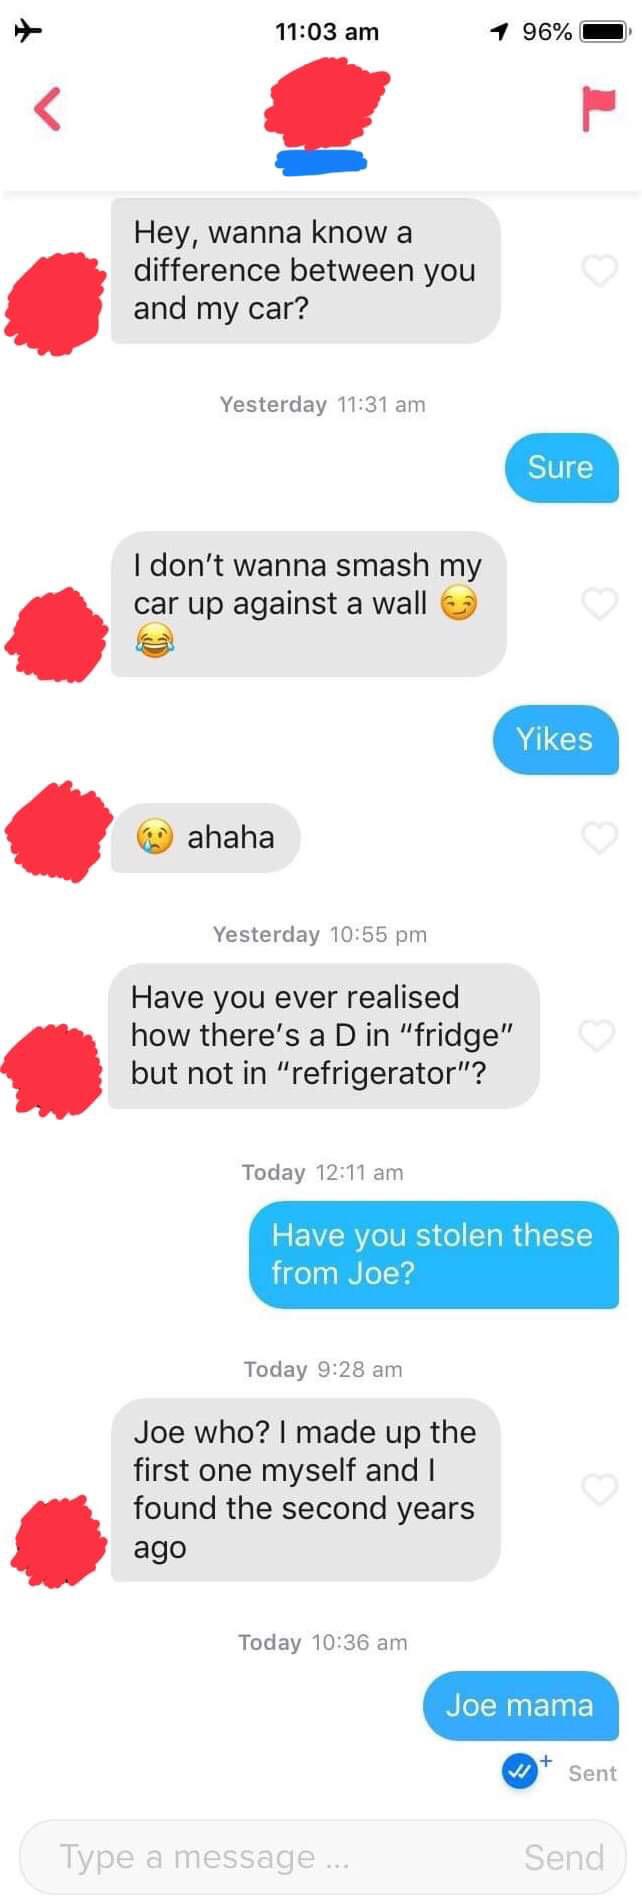 11:03 am
96%
Hey, wanna know a
difference between you
and my car?
Yesterday 11:31 am
Sure
I don’t wanna smash my
car up against a wall 😏
😂
Yikes
😢 ahaha
Yesterday 10:55 pm
Have you ever realised
how there’s a D in “fridge”
but not in “refrigerator”?
Today 12:11 am
Have you stolen these
from Joe?
Today 9:28 am
Joe who? I made up the
first one myself and I
found the second years
ago
Today 10:36 am
Joe mama
Sent
Type a message ...
Send